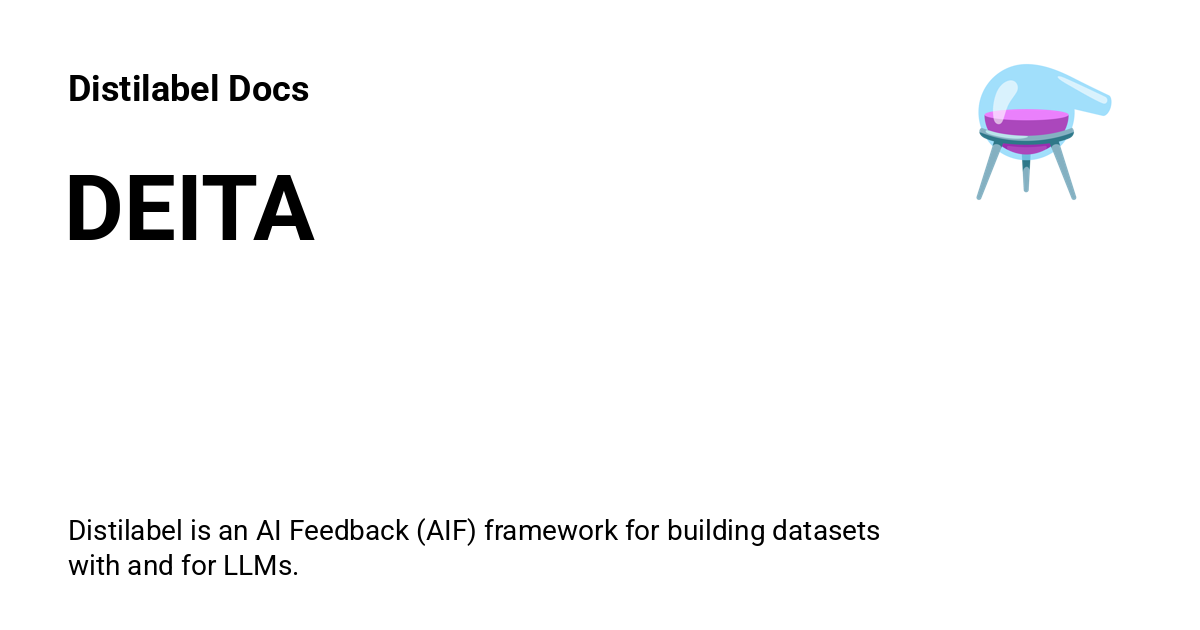 Distilabel Docs
DEITA
Distilabel is an AI Feedback (AIF) framework for building datasets
with and for LLMs.